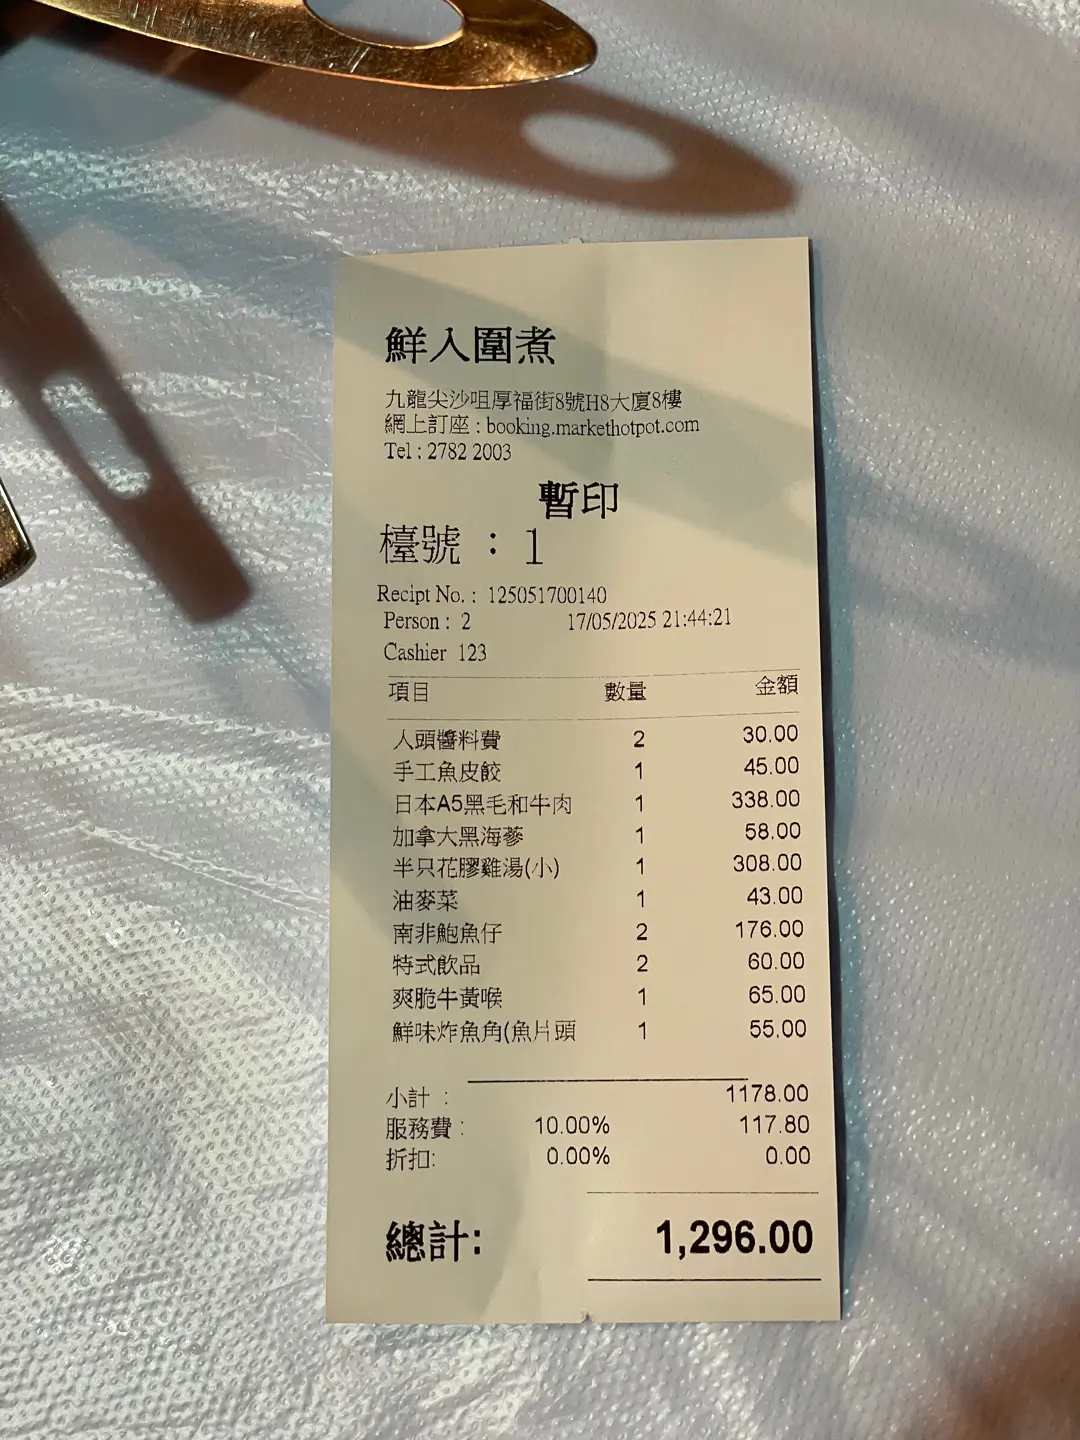 鮮入圍煮
九龍尖沙咀厚福街8號H8大廈8樓
網上訂座 : booking.markethotpot.com
Tel : 2782 2003
暫印
檯號 : 1
Recipt No. : 125051700140
Person : 2 17/05/2025 21:44:21
Cashier 123
項目 數量 金額
人頭醬料費 2 30.00
手工魚皮餃 1 45.00
日本A5黑毛和牛肉 1 338.00
加拿大黑海蔘 1 58.00
半只花膠雞湯(小) 1 308.00
油麥菜 1 43.00
南非鮑魚仔 2 176.00
特式飲品 2 60.00
爽脆牛黃喉 1 65.00
鮮味炸魚角(魚片頭 1 55.00
小計 : 1178.00
服務費 : 10.00% 117.80
折扣: 0.00% 0.00
總計: 1,296.00